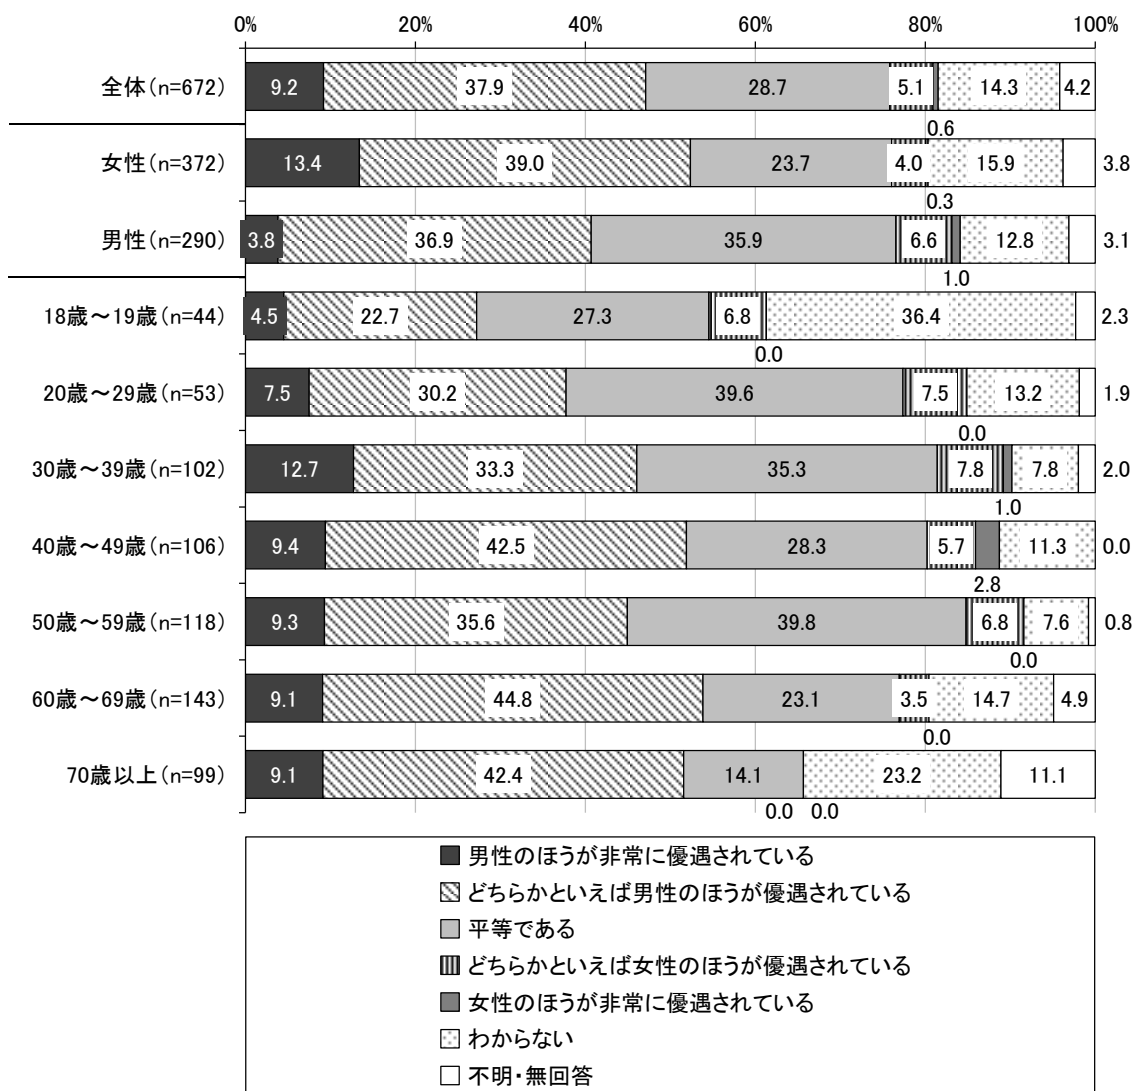 0% 20% 40% 60% 80% 100%
全体(n=672) 9.2 37.9 28.7 5.1 14.3 4.2
0.6
女性(n=372) 13.4 39.0 23.7 4.0 15.9 3.8
0.3
男性(n=290) 3.8 36.9 35.9 6.6 12.8 3.1
1.0
18歳～19歳(n=44) 4.5 22.7 27.3 6.8 36.4 2.3
0.0
20歳～29歳(n=53) 7.5 30.2 39.6 7.5 13.2 1.9
0.0
30歳～39歳(n=102) 12.7 33.3 35.3 7.8 7.8 2.0
1.0
40歳～49歳(n=106) 9.4 42.5 28.3 5.7 11.3 0.0
2.8
50歳～59歳(n=118) 9.3 35.6 39.8 6.8 7.6 0.8
0.0
60歳～69歳(n=143) 9.1 44.8 23.1 3.5 14.7 4.9
0.0
70歳以上(n=99) 9.1 42.4 14.1 23.2 11.1
0.0 0.0
男性のほうが非常に優遇されている
どちらかといえば男性のほうが優遇されている
平等である
どちらかといえば女性のほうが優遇されている
女性のほうが非常に優遇されている
わからない
不明・無回答